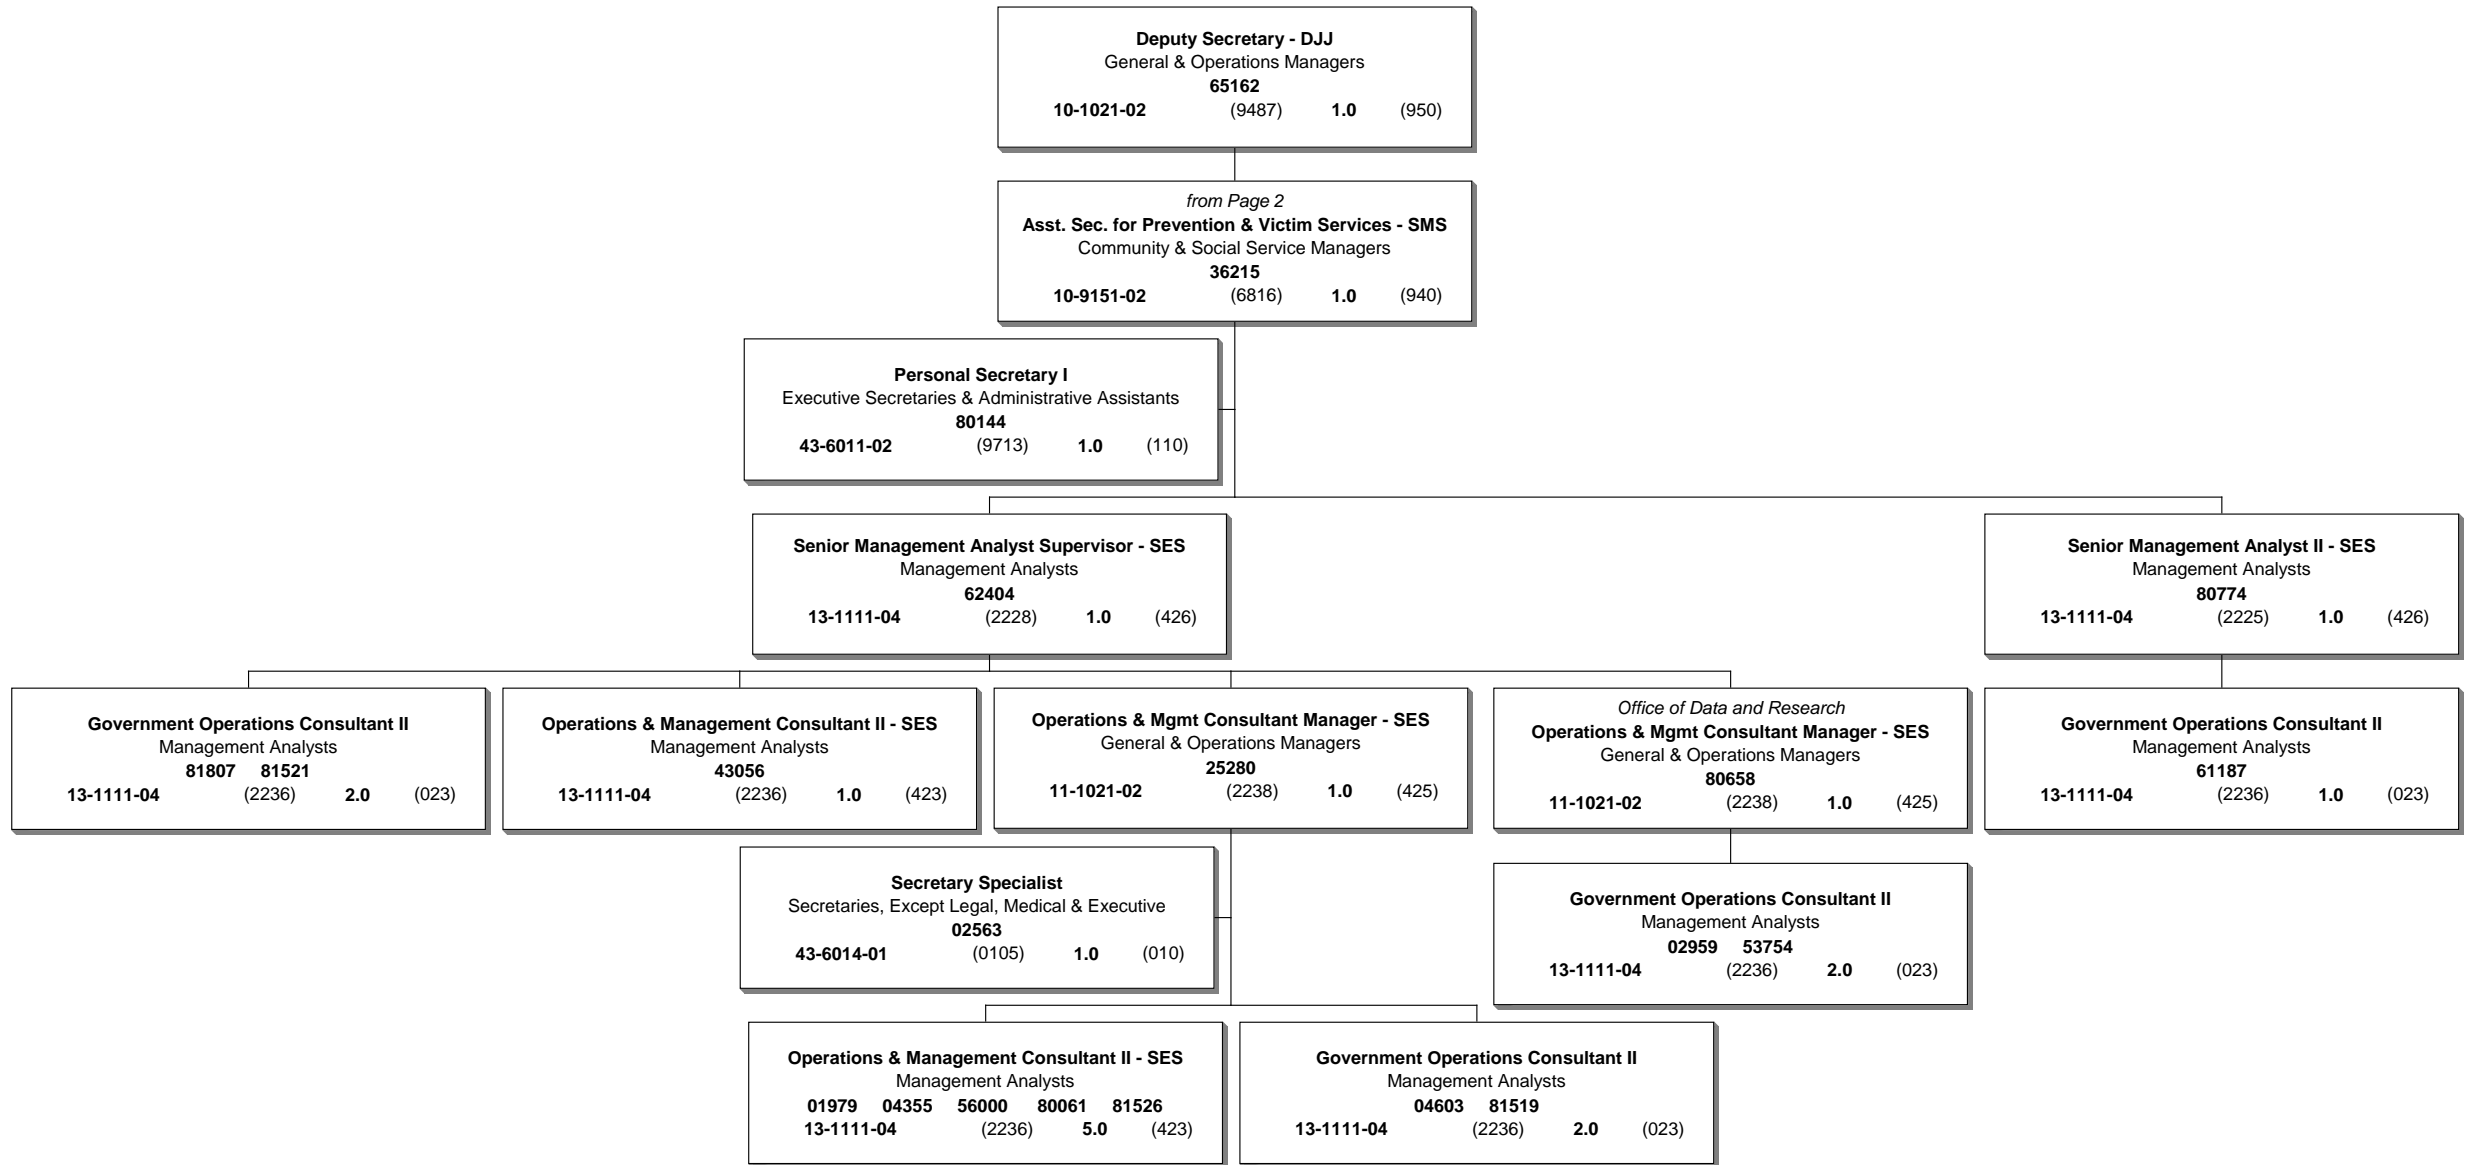 Deputy Secretary - DJJ
General & Operations Managers
65162
10-1021-02 (9487) 1.0 (950)
from Page 2
Asst. Sec. for Prevention & Victim Services - SMS
Community & Social Service Managers
36215
10-9151-02 (6816) 1.0 (940)
Personal Secretary I
Executive Secretaries & Administrative Assistants
80144
43-6011-02 (9713) 1.0 (110)
Senior Management Analyst Supervisor - SES
Management Analysts
62404
13-1111-04 (2228) 1.0 (426)
Senior Management Analyst II - SES
Management Analysts
80774
13-1111-04 (2225) 1.0 (426)
Government Operations Consultant II
Management Analysts
81807 81521
13-1111-04 (2236) 2.0 (023)
Operations & Management Consultant II - SES
Management Analysts
43056
13-1111-04 (2236) 1.0 (423)
Operations & Mgmt Consultant Manager - SES
General & Operations Managers
25280
11-1021-02 (2238) 1.0 (425)
Office of Data and Research
Operations & Mgmt Consultant Manager - SES
General & Operations Managers
80658
11-1021-02 (2238) 1.0 (425)
Government Operations Consultant II
Management Analysts
61187
13-1111-04 (2236) 1.0 (023)
Secretary Specialist
Secretaries, Except Legal, Medical & Executive
02563
43-6014-01 (0105) 1.0 (010)
Government Operations Consultant II
Management Analysts
02959 53754
13-1111-04 (2236) 2.0 (023)
Operations & Management Consultant II - SES
Management Analysts
01979 04355 56000 80061 81526
13-1111-04 (2236) 5.0 (423)
Government Operations Consultant II
Management Analysts
04603 81519
13-1111-04 (2236) 2.0 (023)